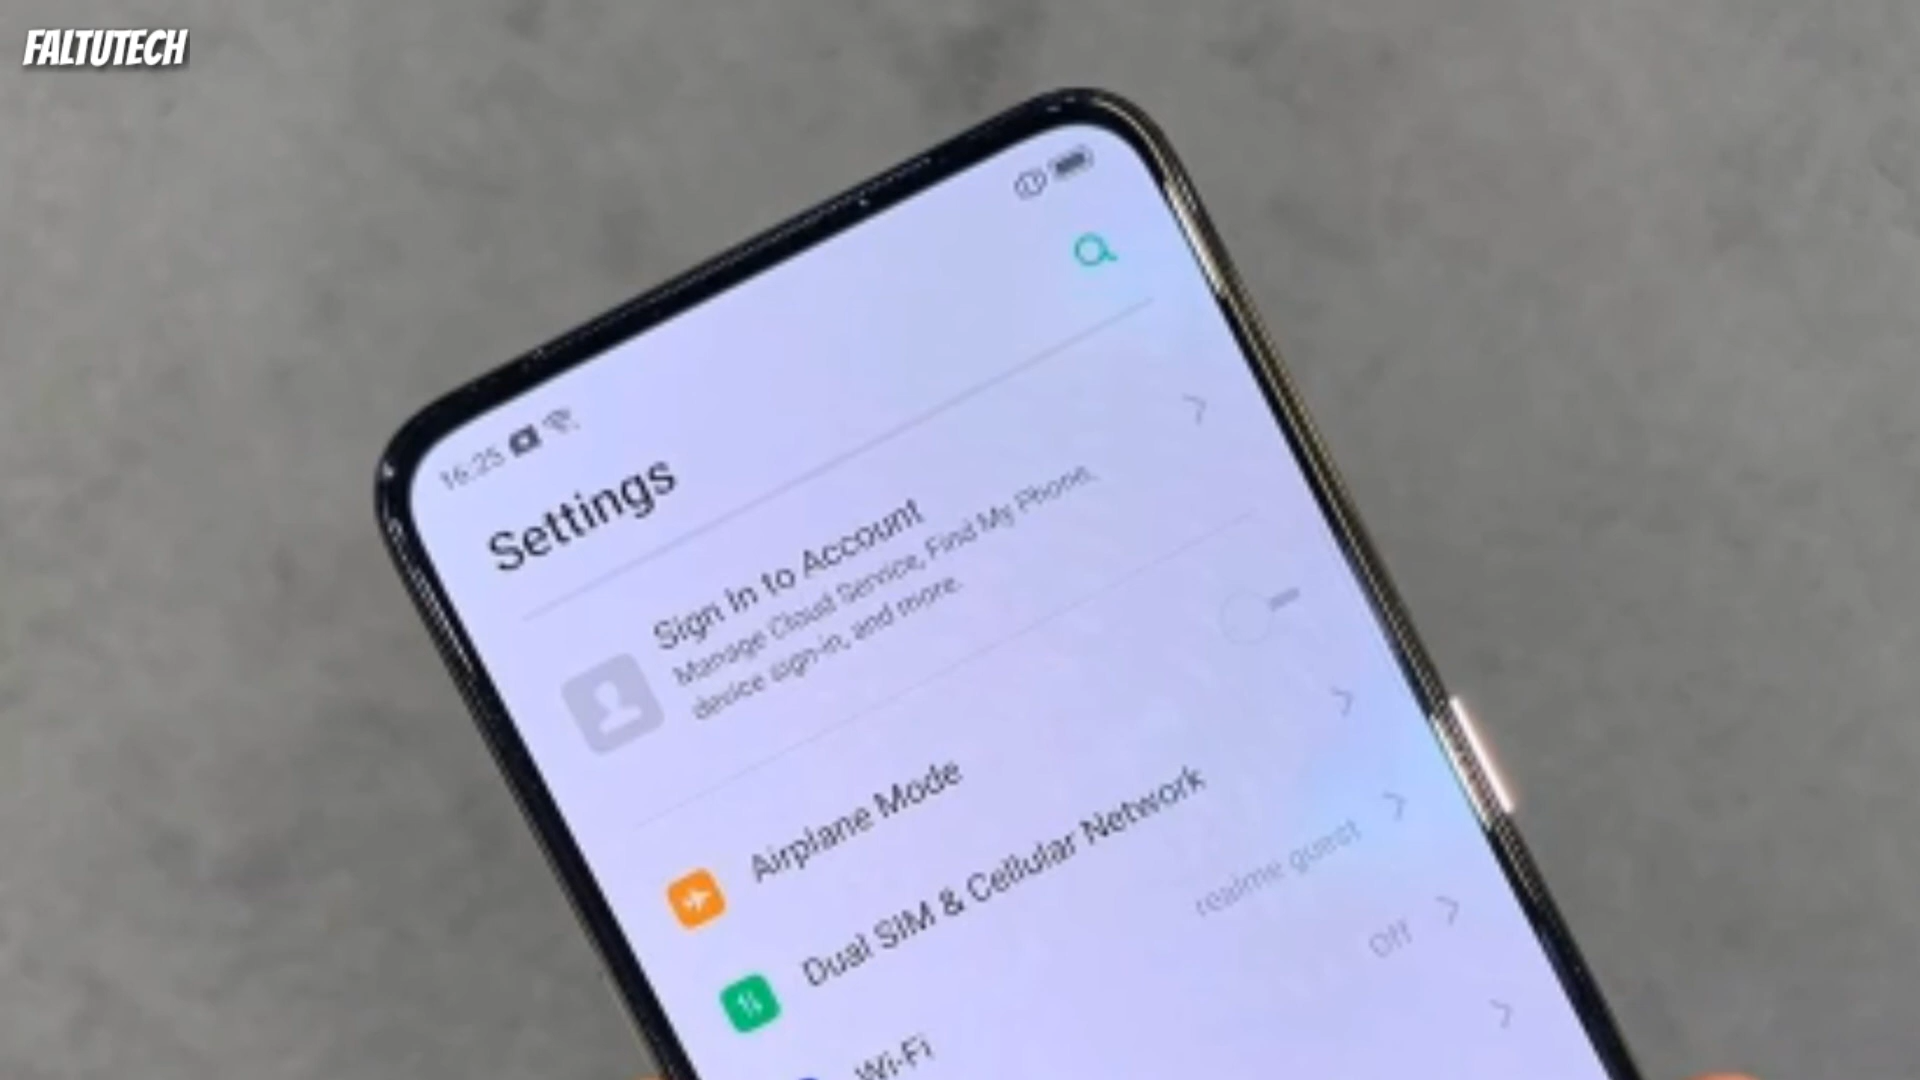 FALTUTECH
16:25
Settings
Sign In to Account
Manage Cloud Service, Find My Phone,
device sign-in, and more.
Airplane Mode
Dual SIM & Cellular Network
Wi-Fi
realme guest
Off